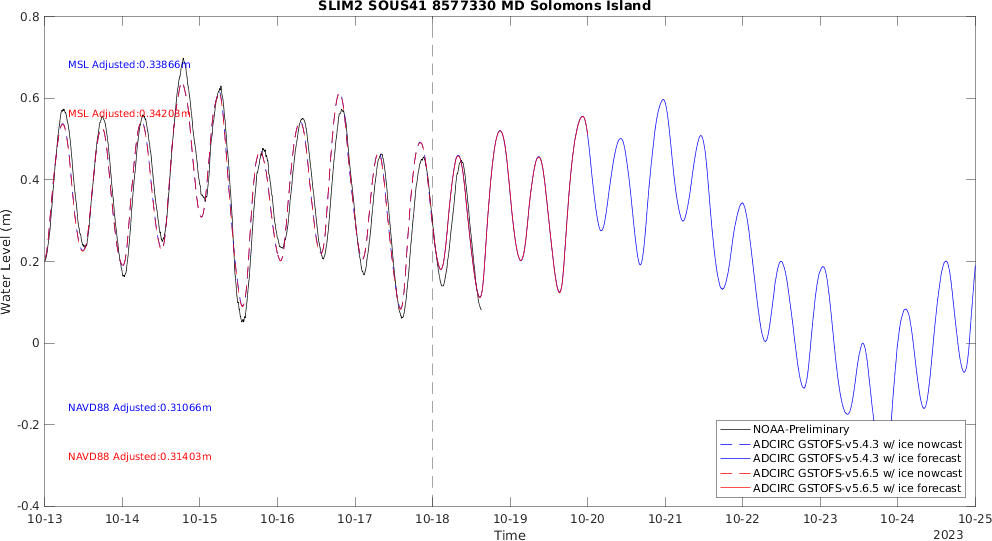 SLIM2 SOUS41 8577330 MD Solomons Island
Water Level (m)
0.8
0.6
0.4
0.2
0
-0.2
-0.4
MSL Adjusted:0.33866m
MSL Adjusted:0.34203m
NAVD88 Adjusted:0.31066m
NAVD88 Adjusted:0.31403m
NOAA-Preliminary
ADCIRC GSTOFS-v5.4.3 w/ ice nowcast
ADCIRC GSTOFS-v5.4.3 w/ ice forecast
ADCIRC GSTOFS-v5.6.5 w/ ice nowcast
ADCIRC GSTOFS-v5.6.5 w/ ice forecast
10-13 10-14 10-15 10-16 10-17 10-18 10-19 10-20 10-21 10-22 10-23 10-24 10-25
Time
2023